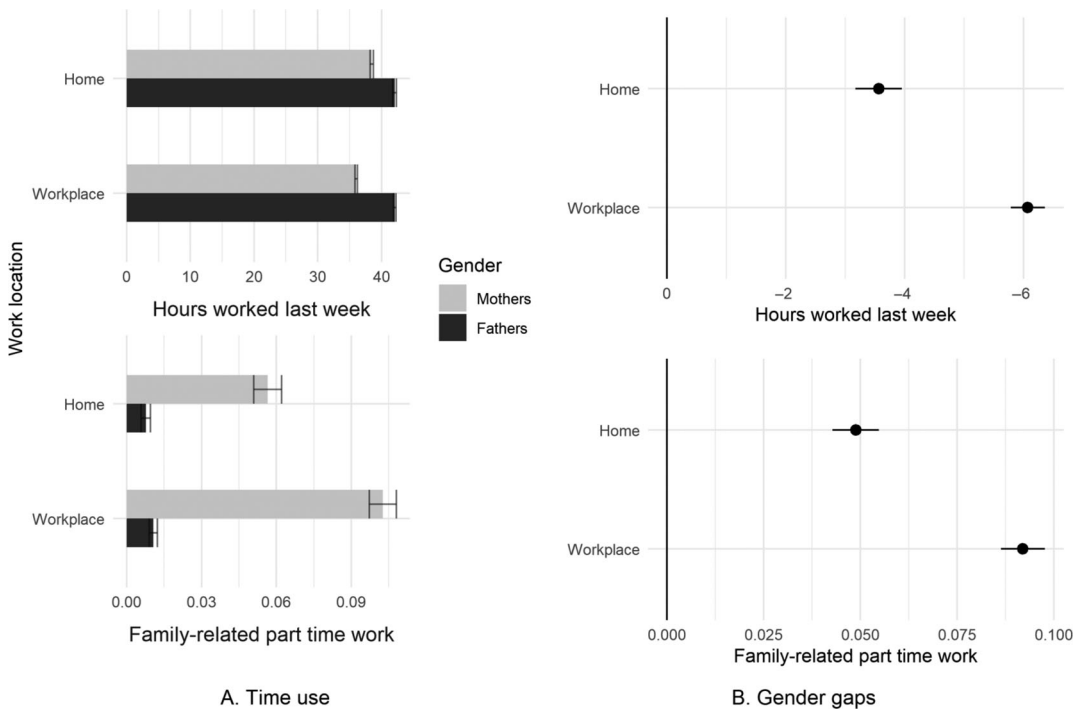 Work location
Home
Workplace
0 10 20 30 40
Hours worked last week
Home
Workplace
0.00 0.03 0.06 0.09
Family-related part time work
A. Time use
Gender
Mothers
Fathers
Home
Workplace
0 −2 −4 −6
Hours worked last week
Home
Workplace
0.000 0.025 0.050 0.075 0.100
Family-related part time work
B. Gender gaps